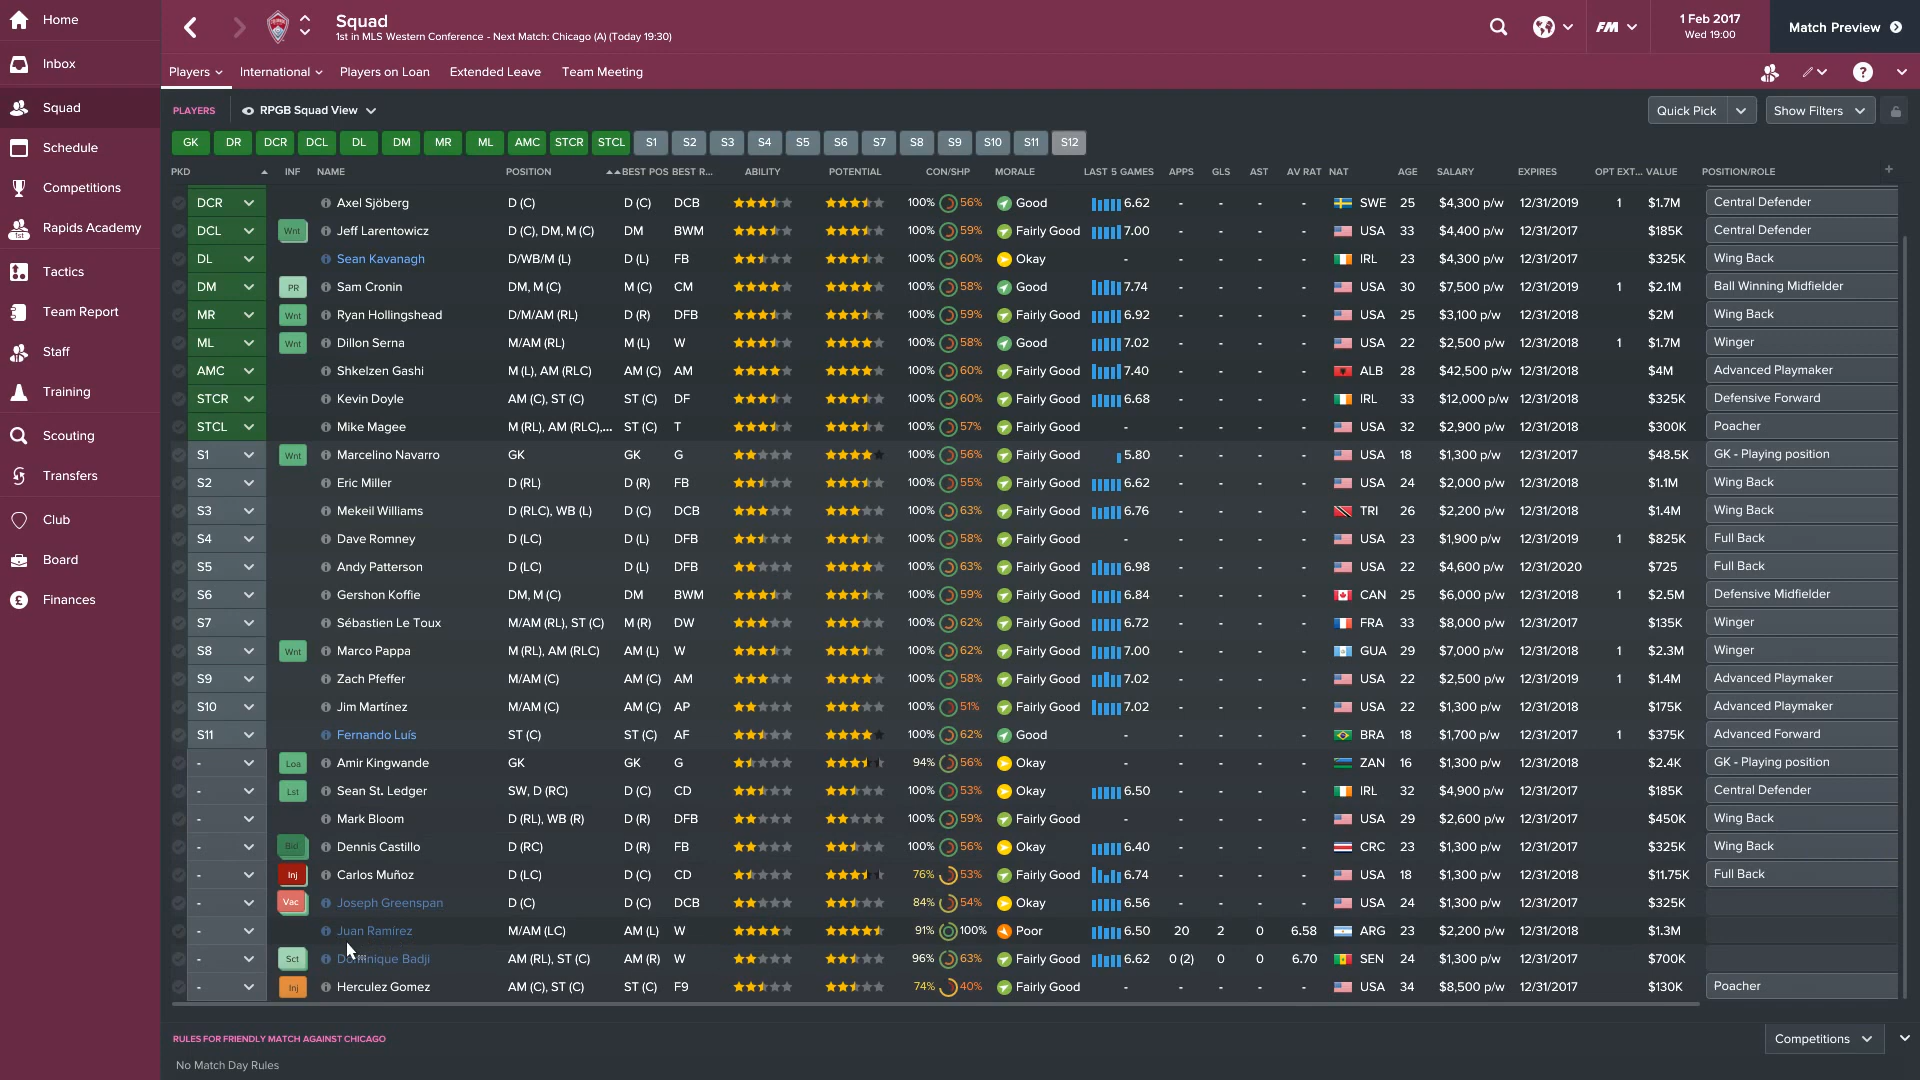 Home
Inbox
Squad
Schedule
Competitions
Rapids Academy
Tactics
Team Report
Staff
Training
Scouting
Transfers
Club
Board
Finances
Squad
1st in MLS Western Conference - Next Match: Chicago (A) (Today 19:30)
FM
1 Feb 2017
Wed 19:00
Match Preview
Players International Players on Loan Extended Leave Team Meeting
PLAYERS RPGB Squad View Quick Pick Show Filters
GK DR DCR DCL DL DM MR ML AMC STCR STCL S1 S2 S3 S4 S5 S6 S7 S8 S9 S10 S11 S12
PKD INF NAME POSITION BEST POS BEST R... ABILITY POTENTIAL CON/SHP MORALE LAST 5 GAMES APPS GLS AST AV RAT NAT AGE SALARY EXPIRES OPT EXT... VALUE POSITION/ROLE
DCR Axel Sjöberg D (C) D (C) DCB 100% 56% Good 6.62 - - - - SWE 25 $4,300 p/w 12/31/2019 1 $1.7M Central Defender
DCL Wnt Jeff Larentowicz D (C), DM, M (C) DM BWM 100% 59% Fairly Good 7.00 - - - - USA 33 $4,400 p/w 12/31/2017 $185K Central Defender
DL Sean Kavanagh D/WB/M (L) D (L) FB 100% 60% Okay - - - - - IRL 23 $4,300 p/w 12/31/2017 $325K Wing Back
DM PR Sam Cronin DM, M (C) M (C) CM 100% 58% Good 7.74 - - - - USA 30 $7,500 p/w 12/31/2019 1 $2.1M Ball Winning Midfielder
MR Wnt Ryan Hollingshead D/M/AM (RL) D (R) DFB 100% 59% Fairly Good 6.92 - - - - USA 25 $3,100 p/w 12/31/2018 $2M Wing Back
ML Wnt Dillon Serna M/AM (RL) M (L) W 100% 58% Good 7.02 - - - - USA 22 $2,500 p/w 12/31/2018 1 $1.7M Winger
AMC Shkelzen Gashi M (L), AM (RLC) AM (C) AM 100% 60% Fairly Good 7.40 - - - - ALB 28 $42,500 p/w 12/31/2018 $4M Advanced Playmaker
STCR Kevin Doyle AM (C), ST (C) ST (C) DF 100% 60% Fairly Good 6.68 - - - - IRL 33 $12,000 p/w 12/31/2017 $325K Defensive Forward
STCL Mike Magee M (RL), AM (RLC),... ST (C) T 100% 57% Fairly Good - - - - - USA 32 $2,900 p/w 12/31/2017 $300K Poacher
S1 Wnt Marcelino Navarro GK GK G 100% 56% Fairly Good 5.80 - - - - USA 18 $1,300 p/w 12/31/2017 $48.5K GK - Playing position
S2 Eric Miller D (RL) D (R) FB 100% 55% Fairly Good 6.62 - - - - USA 24 $2,000 p/w 12/31/2018 $1.1M Wing Back
S3 Mekeil Williams D (RLC), WB (L) D (C) DCB 100% 63% Fairly Good 6.76 - - - - TRI 26 $2,200 p/w 12/31/2018 $1.4M Wing Back
S4 Dave Romney D (LC) D (L) DFB 100% 58% Fairly Good - - - - - USA 23 $1,900 p/w 12/31/2019 1 $825K Full Back
S5 Andy Patterson D (LC) D (L) DFB 100% 63% Fairly Good 6.98 - - - - USA 22 $4,600 p/w 12/31/2020 $725 Full Back
S6 Gershon Koffie DM, M (C) DM BWM 100% 59% Fairly Good 6.84 - - - - CAN 25 $6,000 p/w 12/31/2018 1 $2.5M Defensive Midfielder
S7 Sébastien Le Toux M/AM (RL), ST (C) M (R) DW 100% 62% Fairly Good 6.72 - - - - FRA 33 $8,000 p/w 12/31/2017 $135K Winger
S8 Wnt Marco Pappa M (RL), AM (RLC) AM (L) W 100% 62% Fairly Good 7.00 - - - - GUA 29 $7,000 p/w 12/31/2018 1 $2.3M Winger
S9 Zach Pfeffer M/AM (C) AM (C) AM 100% 58% Fairly Good 7.02 - - - - USA 22 $2,500 p/w 12/31/2019 1 $1.4M Advanced Playmaker
S10 Jim Martínez M/AM (C) AM (C) AP 100% 51% Fairly Good 7.02 - - - - USA 22 $1,300 p/w 12/31/2018 $175K Advanced Playmaker
S11 Fernando Luís ST (C) ST (C) AF 100% 62% Good - - - - - BRA 18 $1,700 p/w 12/31/2017 1 $375K Advanced Forward
- Loa Amir Kingwande GK GK G 94% 56% Okay - - - - - ZAN 16 $1,300 p/w 12/31/2018 $2.4K GK - Playing position
- Lst Sean St. Ledger SW, D (RC) D (C) CD 100% 53% Okay 6.50 - - - - IRL 32 $4,900 p/w 12/31/2017 $185K Central Defender
- Mark Bloom D (RL), WB (R) D (R) DFB 100% 59% Fairly Good - - - - - USA 29 $2,600 p/w 12/31/2017 $450K Wing Back
- Bid Dennis Castillo D (RC) D (R) FB 100% 56% Okay 6.40 - - - - CRC 23 $1,300 p/w 12/31/2017 $325K Wing Back
- Inj Carlos Muñoz D (LC) D (C) CD 76% 53% Fairly Good 6.74 - - - - USA 18 $1,300 p/w 12/31/2018 $11.75K Full Back
- Vac Joseph Greenspan D (C) D (C) DCB 84% 54% Okay 6.56 - - - - USA 24 $1,300 p/w 12/31/2017 $325K
- Juan Ramírez M/AM (LC) AM (L) W 91% 100% Poor 6.50 20 2 0 6.58 ARG 23 $2,200 p/w 12/31/2018 $1.3M
- Sct Dominique Badji AM (RL), ST (C) AM (R) W 96% 63% Fairly Good 6.62 0 (2) 0 0 6.70 SEN 24 $1,300 p/w 12/31/2017 $700K
- Inj Herculez Gomez AM (C), ST (C) ST (C) F9 74% 40% Fairly Good - - - - - USA 34 $8,500 p/w 12/31/2017 $130K Poacher
RULES FOR FRIENDLY MATCH AGAINST CHICAGO Competitions
No Match Day Rules